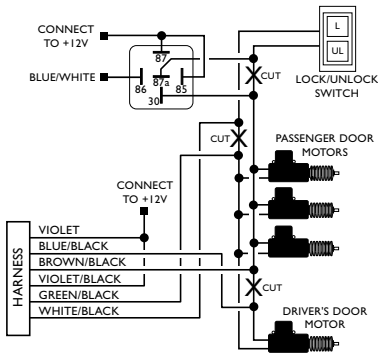 CONNECT
TO +12V
BLUE/WHITE
87
87a
86
85
30
L
UL
LOCK/UNLOCK
SWITCH
CUT
CUT
PASSENGER DOOR
MOTORS
CONNECT
TO +12V
HARNESS
VIOLET
BLUE/BLACK
BROWN/BLACK
VIOLET/BLACK
GREEN/BLACK
WHITE/BLACK
CUT
DRIVER'S DOOR
MOTOR